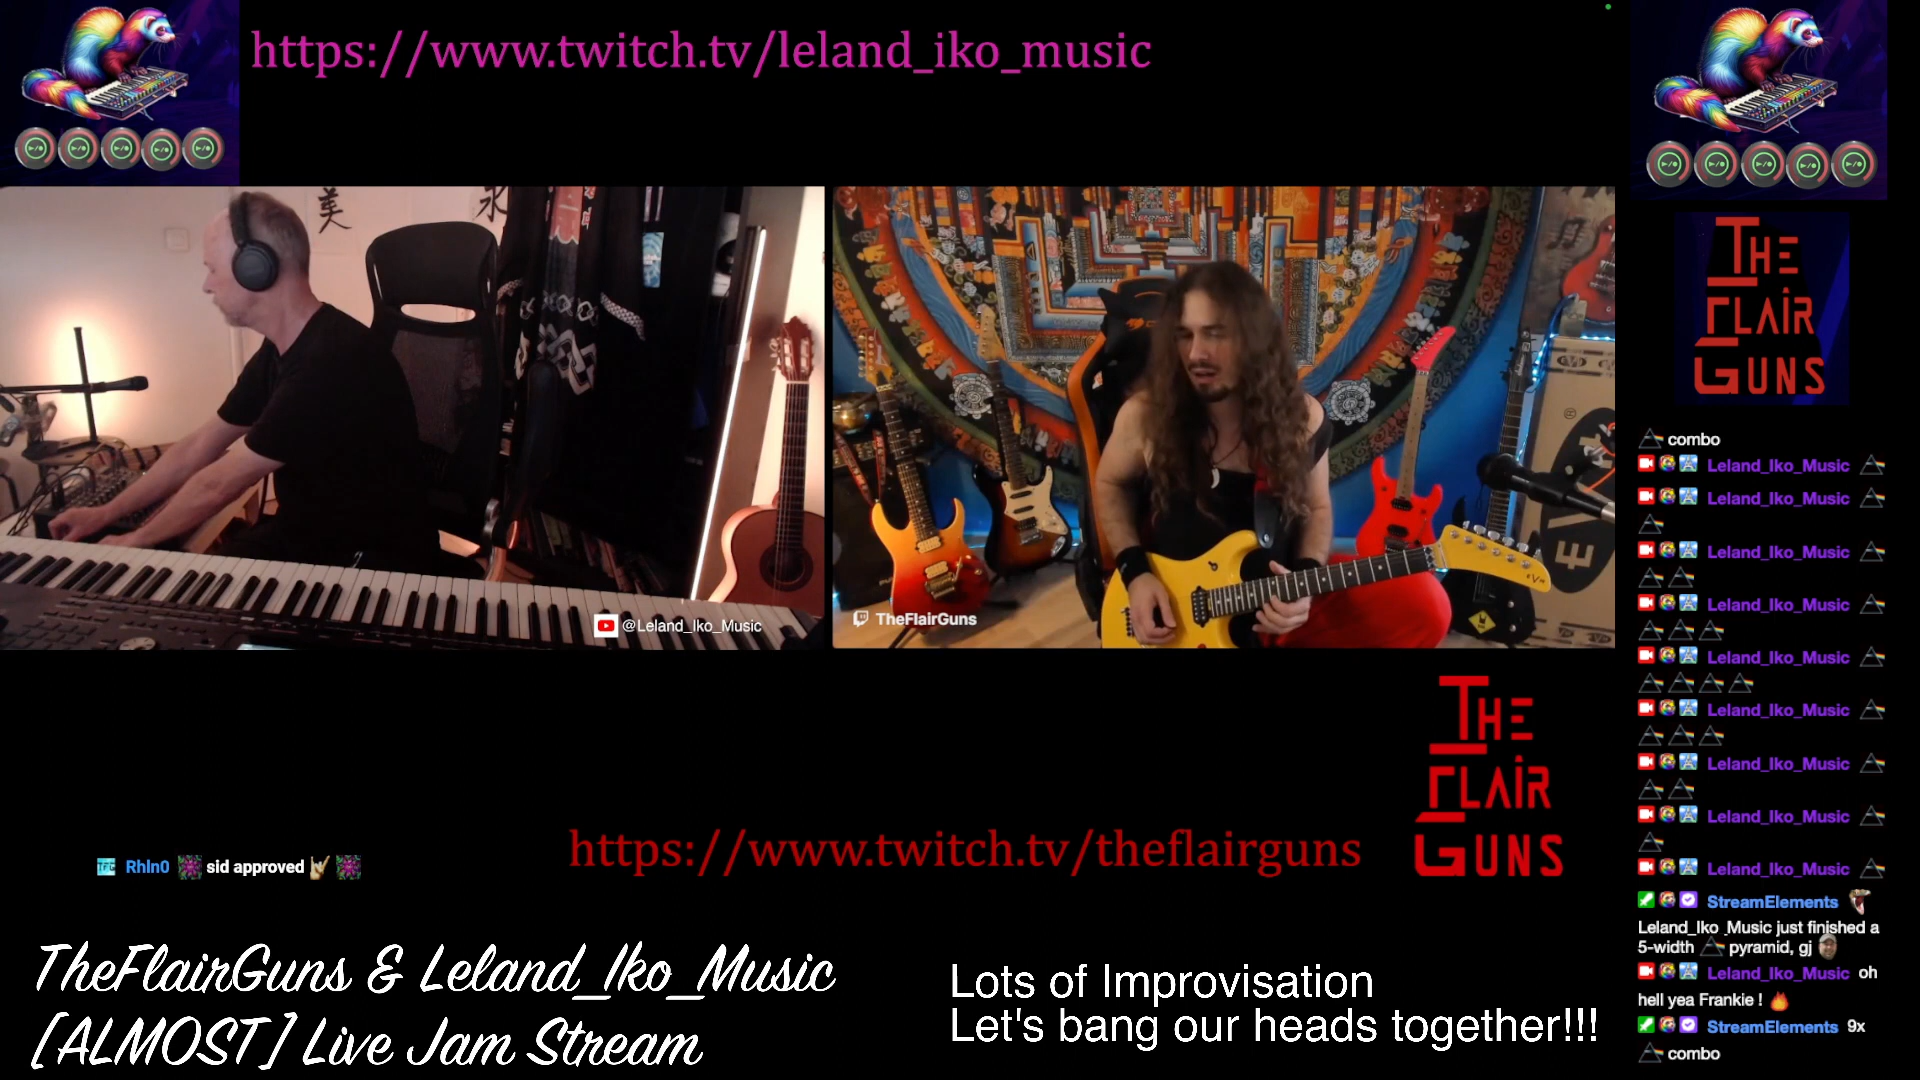 https://www.twitch.tv/leland_iko_music
美
永
@Leland_Iko_Music
TheFlairGuns
EV
THE
FLAIR
GUNS
https://www.twitch.tv/theflairguns
Rhln0 sid approved
TheFlairGuns & Leland_Iko_Music
[ALMOST] Live Jam Stream
Lots of Improvisation
Let's bang our heads together!!!
THE
FLAIR
GUNS
combo
Leland_Iko_Music
Leland_Iko_Music
Leland_Iko_Music
Leland_Iko_Music
Leland_Iko_Music
Leland_Iko_Music
Leland_Iko_Music
Leland_Iko_Music
Leland_Iko_Music
StreamElements
Leland_Iko_Music just finished a
5-width pyramid, gj
Leland_Iko_Music oh
hell yea Frankie !
StreamElements 9x
combo